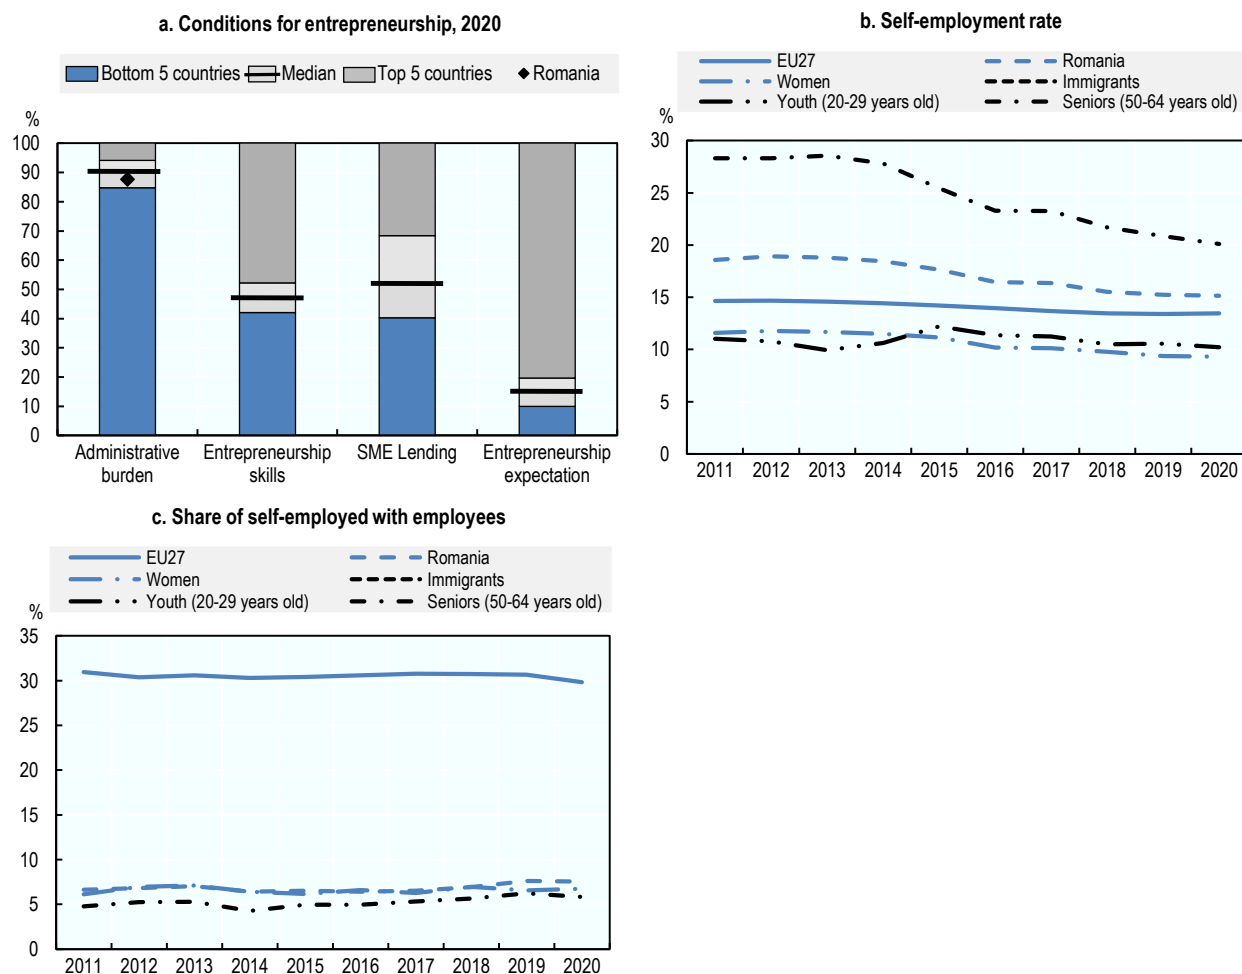 a. Conditions for entrepreneurship, 2020
Bottom 5 countries Median Top 5 countries Romania
%
100
90
80
70
60
50
40
30
20
10
0
Administrative burden
Entrepreneurship skills
SME Lending
Entrepreneurship expectation
b. Self-employment rate
EU27 Romania
Women Immigrants
Youth (20-29 years old) Seniors (50-64 years old)
%
30
25
20
15
10
5
0
2011 2012 2013 2014 2015 2016 2017 2018 2019 2020
c. Share of self-employed with employees
EU27 Romania
Women Immigrants
Youth (20-29 years old) Seniors (50-64 years old)
%
35
30
25
20
15
10
5
0
2011 2012 2013 2014 2015 2016 2017 2018 2019 2020